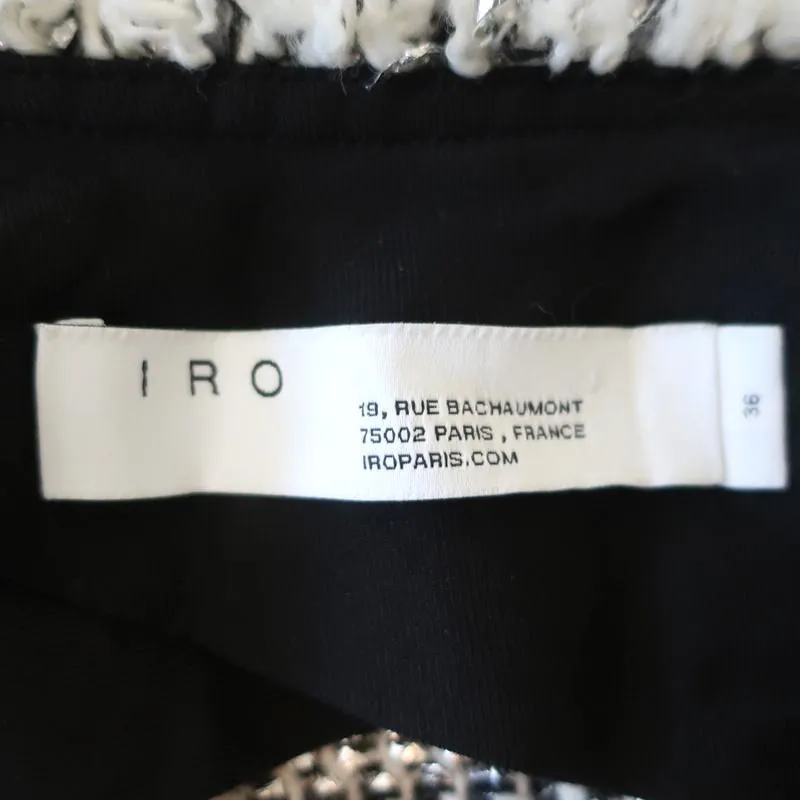 I R O
19, RUE BACHAUMONT
75002 PARIS , FRANCE
IROPARIS.COM
36